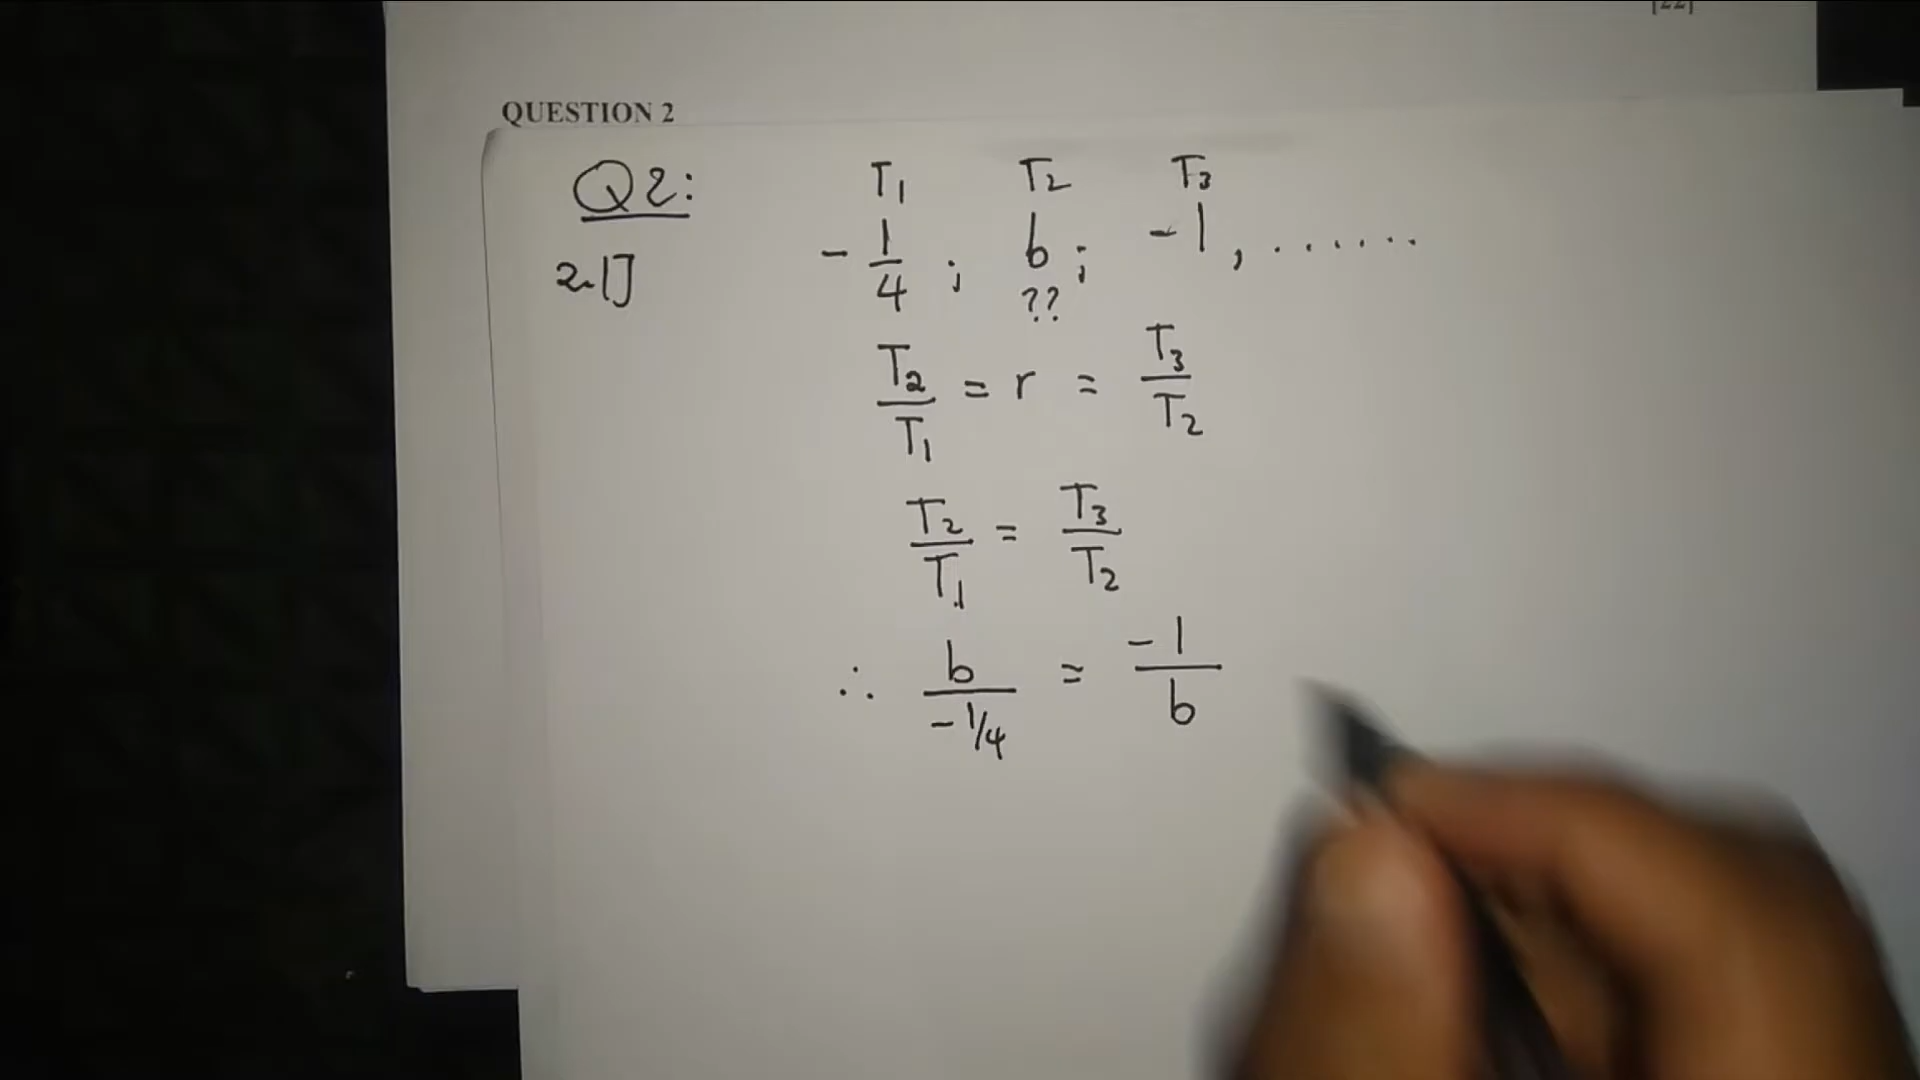 [22]
QUESTION 2
Q2:
T1 T2 T3
2.1] -1/4 ; b ; -1 , .......
??
T2/T1 = r = T3/T2
T2/T1 = T3/T2
∴ b/-1/4 = -1/b